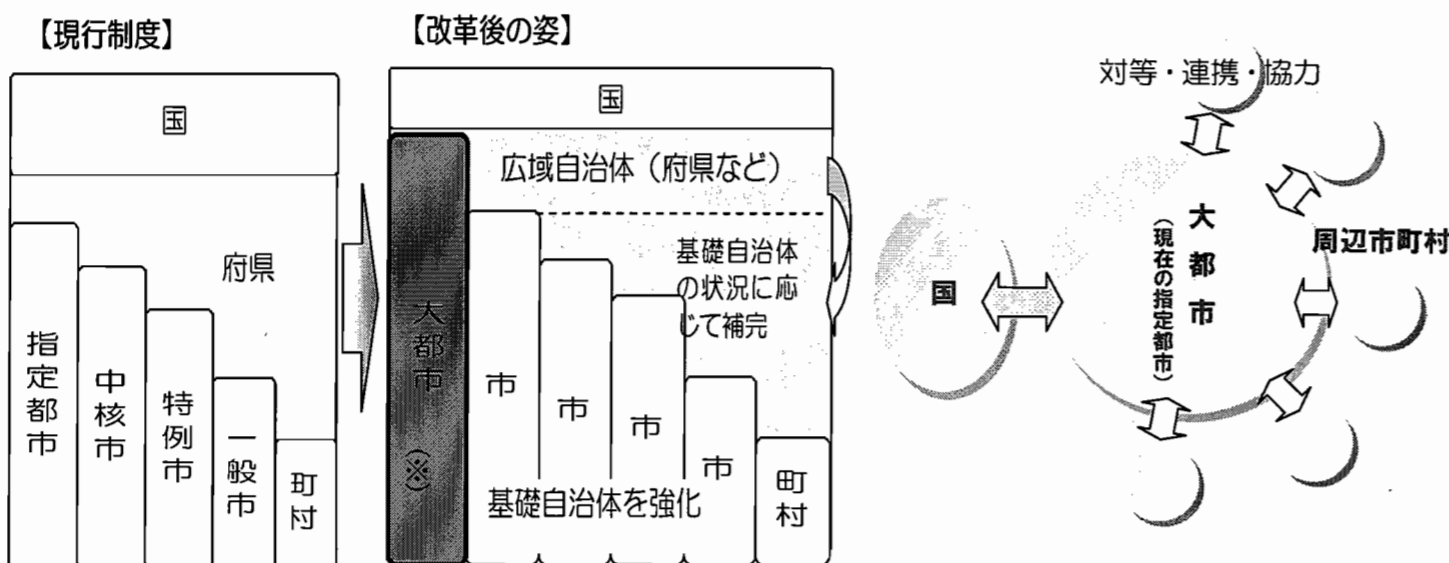 【現行制度】
国
府県
指定都市
中核市
特例市
一般市
町村
【改革後の姿】
国
広域自治体（府県など）
基礎自治体
の状況に応
じて補完
大都市
（※）
市
市
市
市
町村
基礎自治体を強化
対等・連携・協力
国
大都市
（現在の指定都市）
周辺市町村